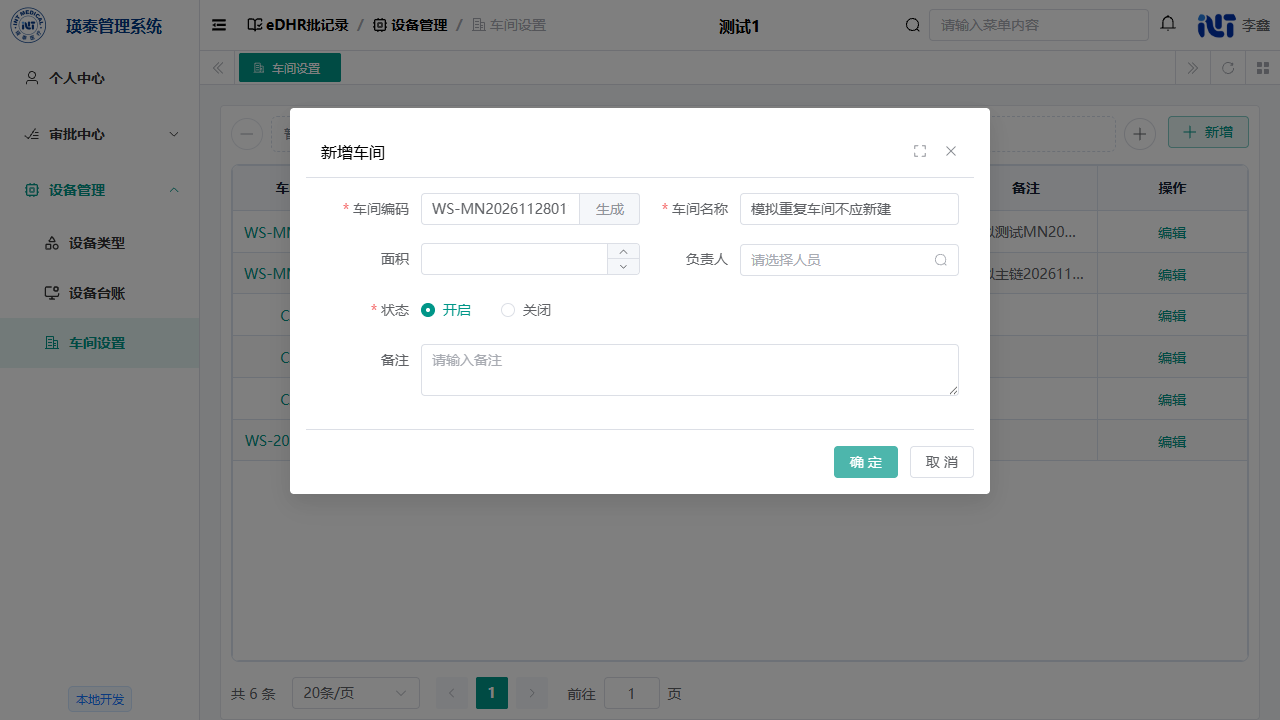 瑛泰管理系统
eDHR批记录 / 设备管理 / 车间设置
测试1
请输入菜单内容
李鑫
个人中心
审批中心
设备管理
设备类型
设备台账
车间设置
车间设置
新增
备注
操作
WS-MN
拟测试MN20...
编辑
WS-MN
以主链202611...
编辑
编辑
编辑
编辑
WS-20
编辑
新增车间
* 车间编码
WS-MN2026112801
生成
* 车间名称
模拟重复车间不应新建
面积
负责人
请选择人员
* 状态
开启
关闭
备注
请输入备注
确 定
取 消
共 6 条
20条/页
1
前往
1
页
本地开发